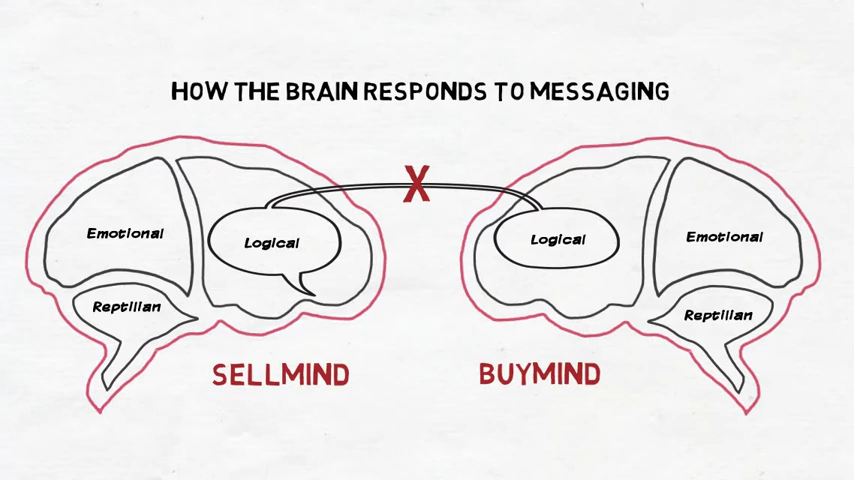 HOW THE BRAIN RESPONDS TO MESSAGING
X
Emotional
Logical
Reptilian
Logical
Emotional
Reptilian
SELLMIND
BUYMIND